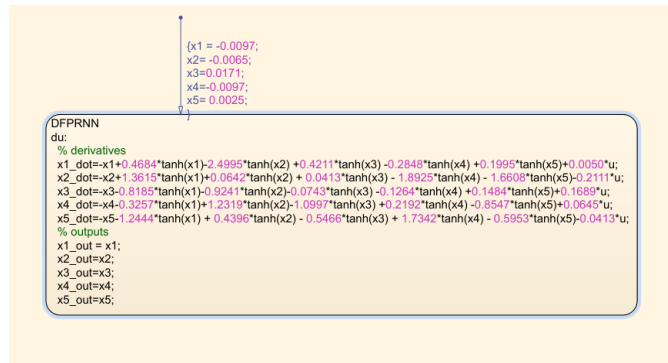 {x1 = -0.0097;
x2= -0.0065;
x3=0.0171;
x4=-0.0097;
x5= 0.0025;
}
DFPRNN
du:
% derivatives
x1_dot=-x1+0.4684*tanh(x1)-2.4995*tanh(x2) +0.4211*tanh(x3) -0.2848*tanh(x4) +0.1995*tanh(x5)+0.0050*u;
x2_dot=-x2+1.3615*tanh(x1)+0.0642*tanh(x2) + 0.0413*tanh(x3) - 1.8925*tanh(x4) - 1.6608*tanh(x5)-0.2111*u;
x3_dot=-x3-0.8185*tanh(x1)-0.9241*tanh(x2)-0.0743*tanh(x3) -0.1264*tanh(x4) +0.1484*tanh(x5)+0.1689*u;
x4_dot=-x4-0.3257*tanh(x1)+1.2319*tanh(x2)-1.0997*tanh(x3) +0.2192*tanh(x4) -0.8547*tanh(x5)+0.0645*u;
x5_dot=-x5-1.2444*tanh(x1) + 0.4396*tanh(x2) - 0.5466*tanh(x3) + 1.7342*tanh(x4) - 0.5953*tanh(x5)-0.0413*u;
% outputs
x1_out = x1;
x2_out=x2;
x3_out=x3;
x4_out=x4;
x5_out=x5;